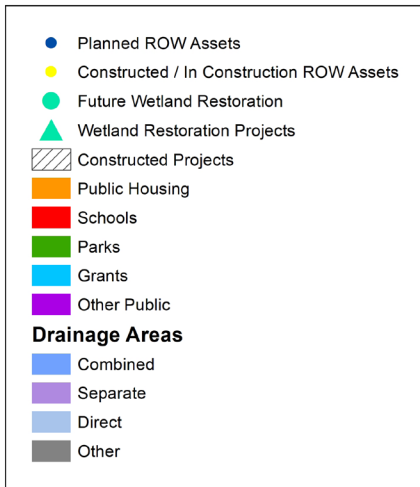 Planned ROW Assets
Constructed / In Construction ROW Assets
Future Wetland Restoration
Wetland Restoration Projects
Constructed Projects
Public Housing
Schools
Parks
Grants
Other Public
Drainage Areas
Combined
Separate
Direct
Other